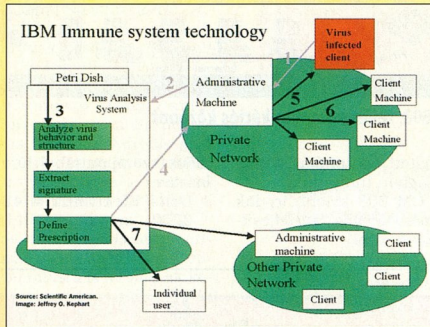 IBM Immune system technology
Petri Dish
Virus Analysis
System
3
Analyze virus
behavior and
structure
Extract
signature
Define
Prescription
2
4
7
Administrative
Machine
1
Virus
infected
client
5
6
Client
Machine
Client
Machine
Client
Machine
Private
Network
Individual
user
Administrative
machine
Client
Client
Client
Other Private
Network
Source: Scientific American.
Image: Jeffrey O. Kephart